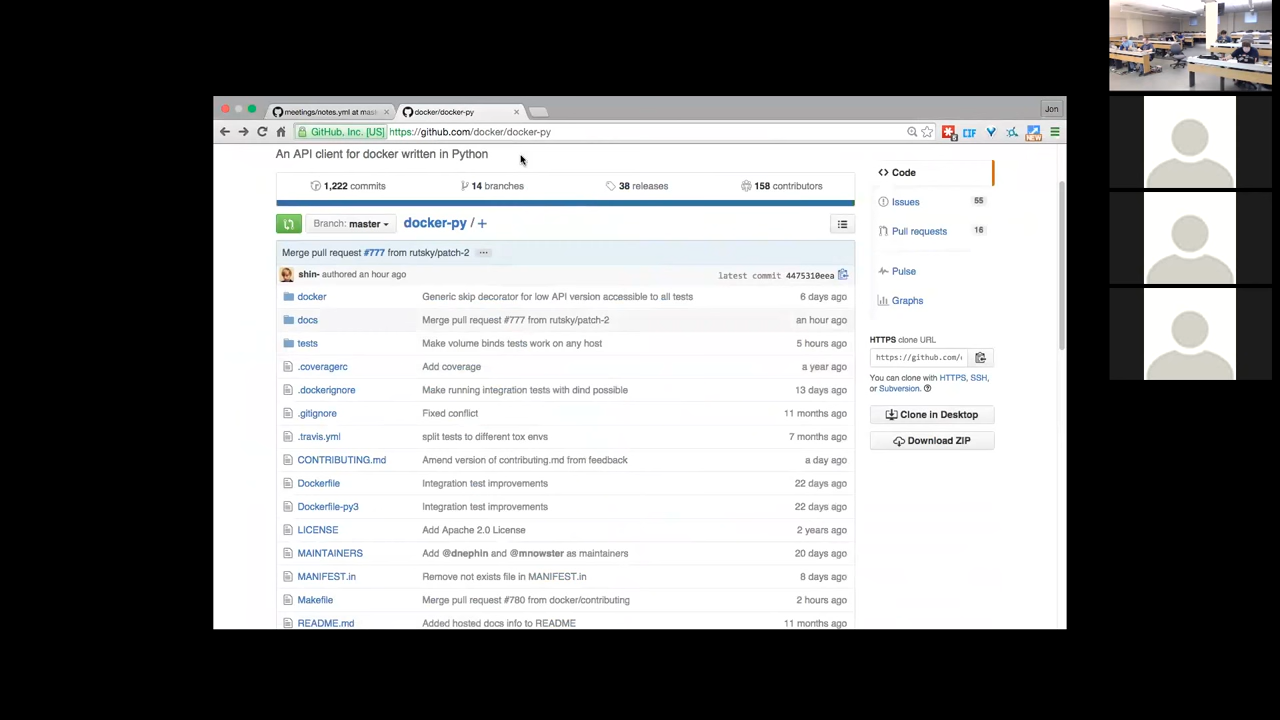 meetings/notes.yml at mas
docker/docker-py
Jon
GitHub, Inc. [US] https://github.com/docker/docker-py
CIF
NEW
An API client for docker written in Python
1,222 commits
14 branches
38 releases
158 contributors
Branch: master
docker-py / +
Merge pull request #777 from rutsky/patch-2 ...
shin- authored an hour ago
latest commit 4475310eea
docker Generic skip decorator for low API version accessible to all tests 6 days ago
docs Merge pull request #777 from rutsky/patch-2 an hour ago
tests Make volume binds tests work on any host 5 hours ago
.coveragerc Add coverage a year ago
.dockerignore Make running integration tests with dind possible 13 days ago
.gitignore Fixed conflict 11 months ago
.travis.yml split tests to different tox envs 7 months ago
CONTRIBUTING.md Amend version of contributing.md from feedback a day ago
Dockerfile Integration test improvements 22 days ago
Dockerfile-py3 Integration test improvements 22 days ago
LICENSE Add Apache 2.0 License 2 years ago
MAINTAINERS Add @dnephin and @mnowster as maintainers 20 days ago
MANIFEST.in Remove not exists file in MANIFEST.in 8 days ago
Makefile Merge pull request #780 from docker/contributing 2 hours ago
README.md Added hosted docs info to README 11 months ago
<> Code
Issues 55
Pull requests 16
Pulse
Graphs
HTTPS clone URL
https://github.com/
You can clone with HTTPS, SSH,
or Subversion.
Clone in Desktop
Download ZIP